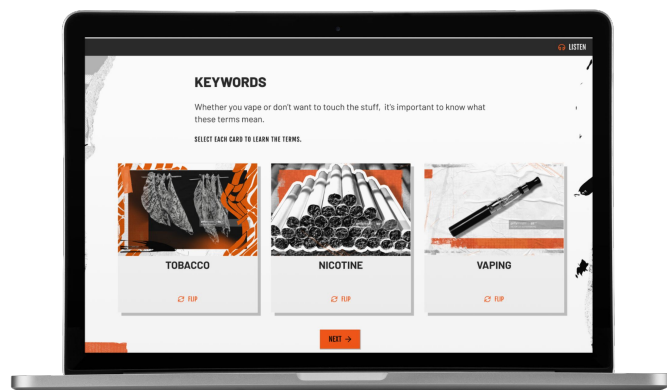 LISTEN
KEYWORDS
Whether you vape or don't want to touch the stuff, it's important to know what
these terms mean.
SELECT EACH CARD TO LEARN THE TERMS.
TOBACCO
NICOTINE
VAPING
FLIP
FLIP
FLIP
NEXT →